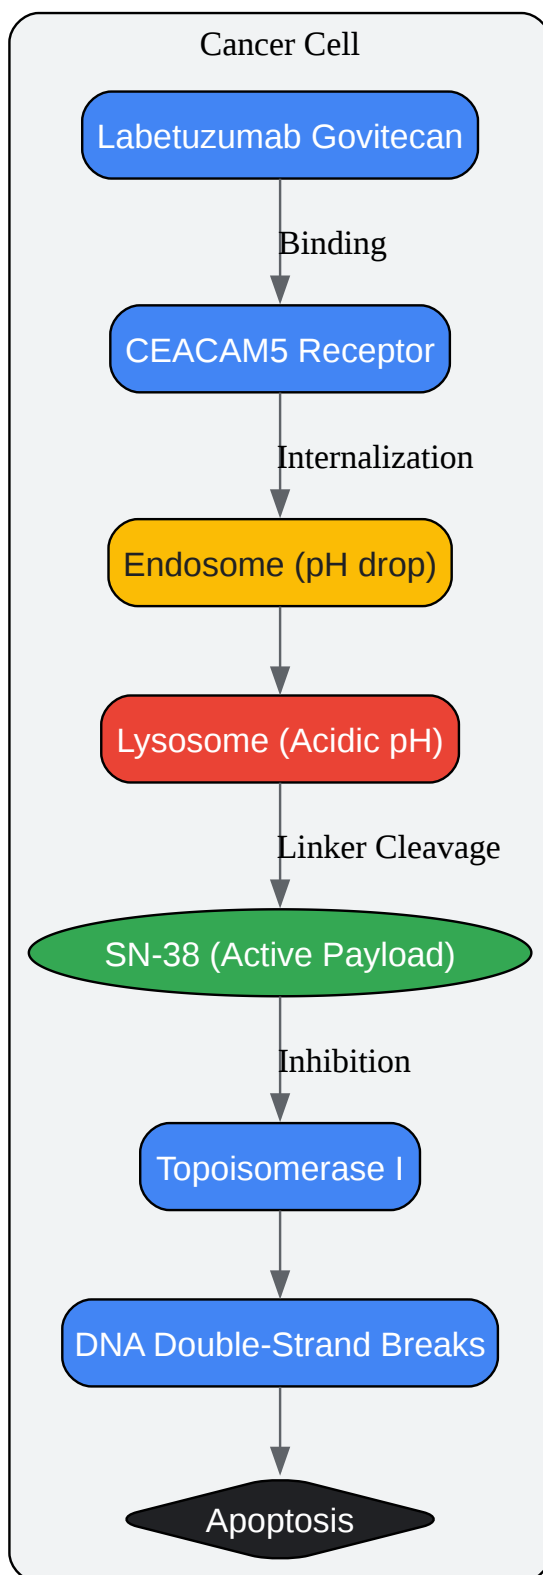 Cancer Cell
Labetuzumab Govitecan
Binding
CEACAM5 Receptor
Internalization
Endosome (pH drop)
Lysosome (Acidic pH)
Linker Cleavage
SN-38 (Active Payload)
Inhibition
Topoisomerase I
DNA Double-Strand Breaks
Apoptosis